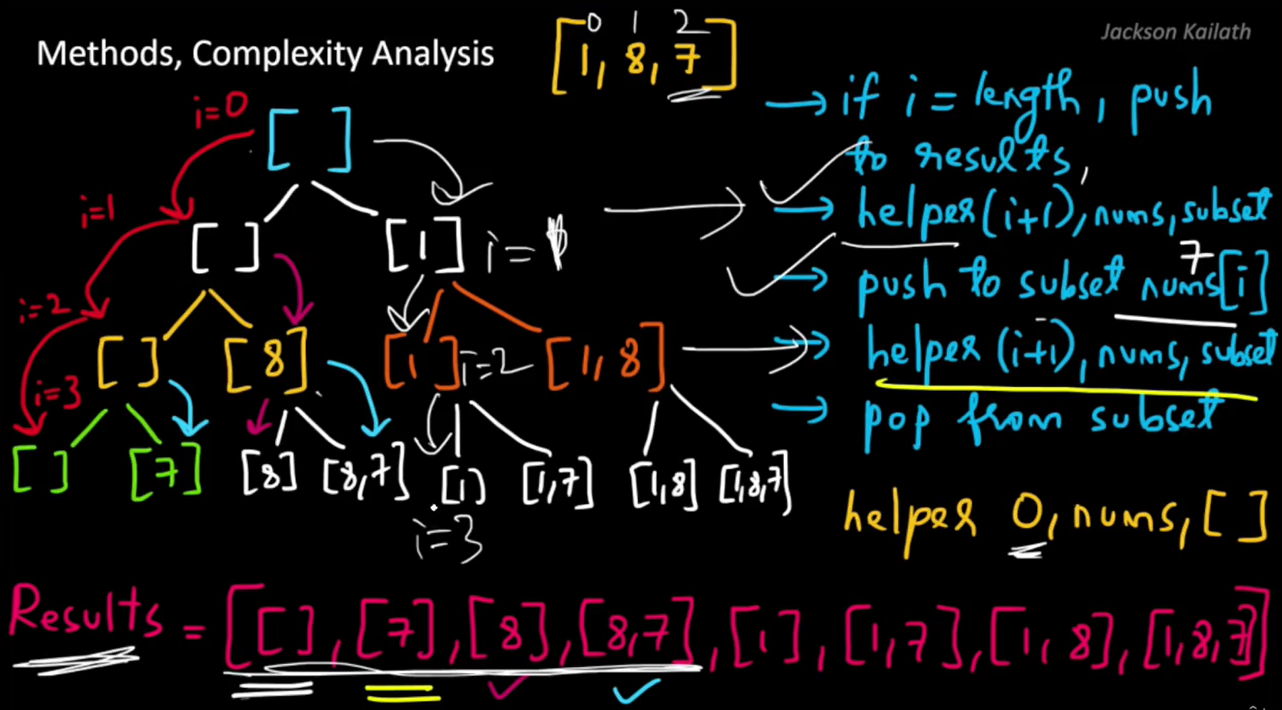 Jackson Kailath
Methods, Complexity Analysis
0 1 2
[1, 8, 7]
→ if i = length, push
to results,
→ helper(i+1), nums, subset
7
→ push to subset nums[i]
→ helper (i+1), nums, subset
→ pop from subset
helper 0, nums, [ ]
i=0
[ ]
i=1
[ ] [1] i=1
i=2
[ ] [8] [1] i=2 [1,8]
i=3
[ ] [7] [8] [8,7] [1] [1,7] [1,8] [1,8,7]
i=3
Results = [[ ], [7], [8], [8,7], [1], [1,7], [1,8], [1,8,7]]